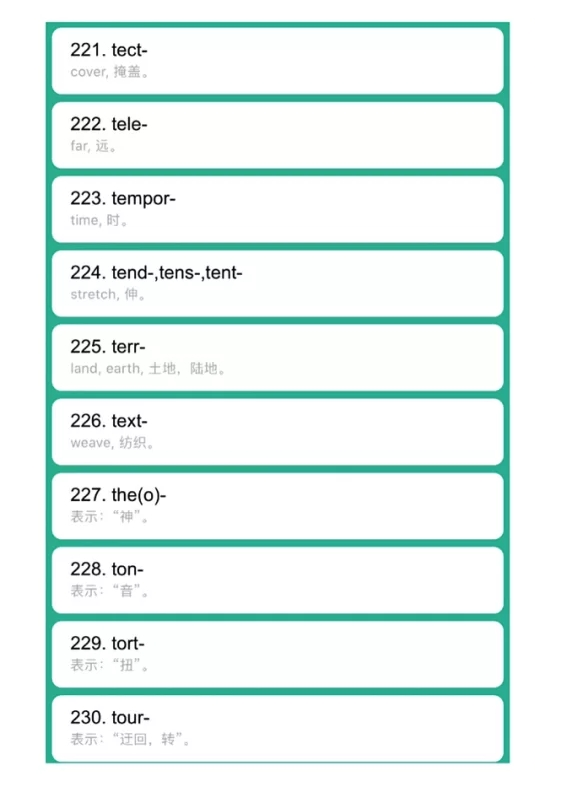 221. tect-
cover, 掩盖。
222. tele-
far, 远。
223. tempor-
time, 时。
224. tend-,tens-,tent-
stretch, 伸。
225. terr-
land, earth, 土地，陆地。
226. text-
weave, 纺织。
227. the(o)-
表示：“神”。
228. ton-
表示：“音”。
229. tort-
表示：“扭”。
230. tour-
表示：“迂回，转”。